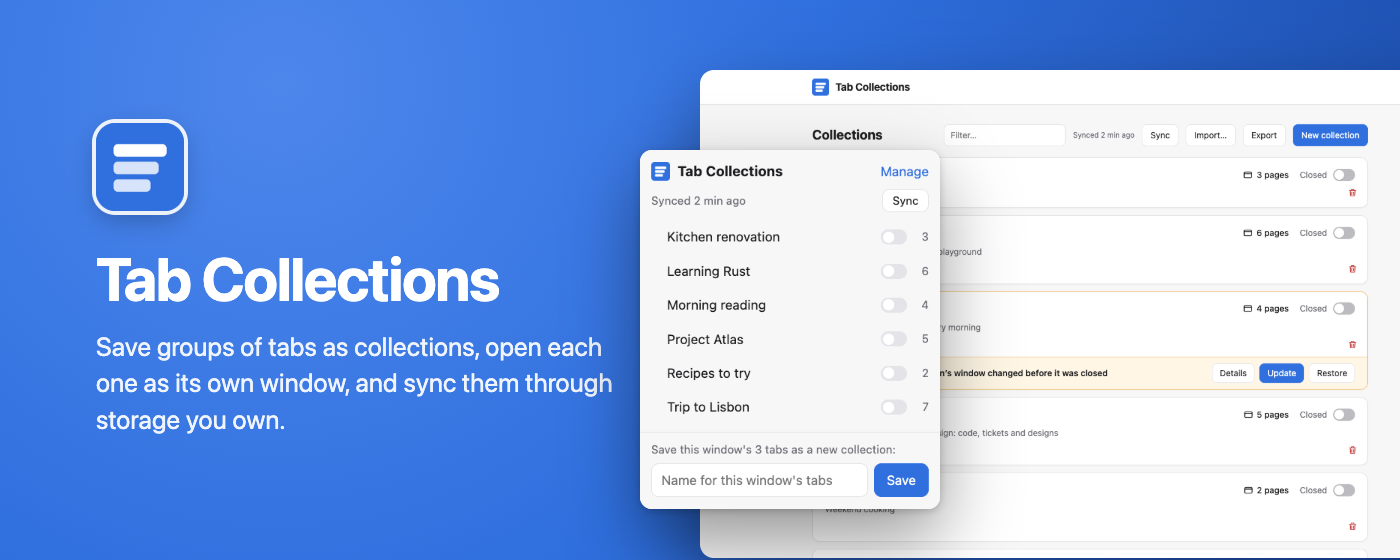 Tab Collections
Save groups of tabs as collections, open each
one as its own window, and sync them through
storage you own.
Tab Collections
Manage
Synced 2 min ago
Sync
Kitchen renovation 3
Learning Rust 6
Morning reading 4
Project Atlas 5
Recipes to try 2
Trip to Lisbon 7
Save this window's 3 tabs as a new collection:
Name for this window's tabs
Save
Tab Collections
Collections
Filter...
Synced 2 min ago
Sync
Import...
Export
New collection
3 pages Closed
6 pages Closed
playground
4 pages Closed
morning
window changed before it was closed
Details
Update
Restore
5 pages Closed
code, tickets and designs
2 pages Closed
Weekend cooking